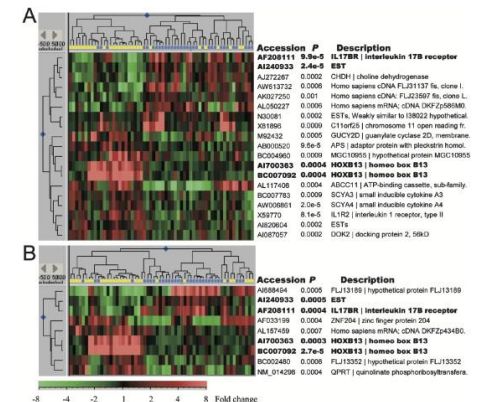 A
Accession P Description
AF208111 9.9e-5 IL17BR | interleukin 17B receptor
AI240933 2.4e-5 EST
AJ272267 0.0002 CHDH | choline dehydrogenase
AW613732 0.0006 Homo sapiens cDNA FLJ31137 fis, clone I.
AK027250 0.001 Homo sapiens cDNA: FLJ23597 fis, clone L.
AL050227 0.0006 Homo sapiens mRNA; cDNA DKFZp586M0.
N30081 0.0002 ESTs, Weakly similar to I38022 hypothetical.
0.0009 C11orf25 | chromosome 11 open reading fr.
M92432 0.0005 GUCY2D | guanylate cyclase 2D, membrane.
AB000520 9.6e-5 APS | adaptor protein with pleckstrin homol.
BC004960 0.0009 MGC10955 | hypothetical protein MGC10955
AI700363 0.0004 HOXB13 | homeo box B13
BC007092 0.0004 HOXB13 | homeo box B13
AL117406 0.0004 ABCC11 | ATP-binding cassette, sub-family.
BC007783 0.0009 SCYA3 | small inducible cytokine A3
AW006861 2.0e-5 SCYA4 | small inducible cytokine A4
X59770 8.1e-5 IL1R2 | interleukin 1 receptor, type II
AI820604 0.0002 ESTs
AI087057 0.0002 DOK2 | docking protein 2, 56kD
B
Accession P Description
AI688494 0.0005 FLJ13189 | hypothetical protein FLJ13189
AI240933 0.0005 EST
AF208111 0.0004 IL17BR | interleukin 17B receptor
AF033199 0.0004 ZNF204 | zinc finger protein 204
AL157459 0.0007 Homo sapiens mRNA; cDNA DKFZp434BC.
AI700363 0.0003 HOXB13 | homeo box B13
BC007092 2.7e-5 HOXB13 | homeo box B13
BC002480 0.0006 FLJ13352 | hypothetical protein FLJ13352
NM_014298 0.0004 QPRT | quinolinate phosphoribosyltransfera.
-8 -4 -2 1 2 4 8 Fold change